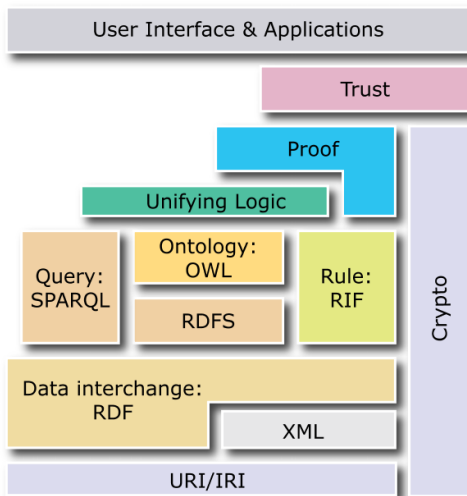 User Interface & Applications
Trust
Proof
Unifying Logic
Query:
SPARQL
Ontology:
OWL
RDFS
Rule:
RIF
Crypto
Data interchange:
RDF
XML
URI/IRI